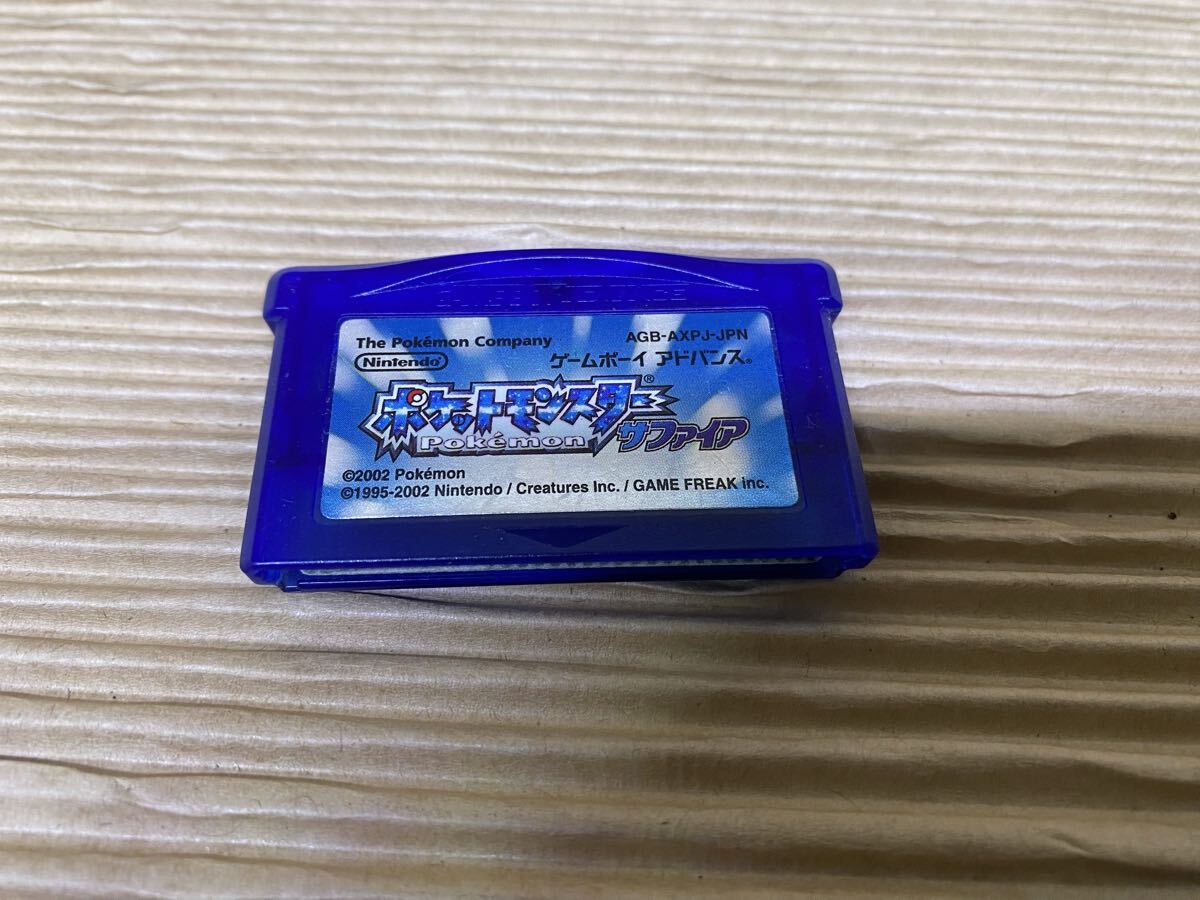 The Pokémon Company AGB-AXPJ-JPN
Nintendo ゲームボーイ アドバンス®
ポケットモンスター®
Pokémon サファイア
©2002 Pokémon
©1995-2002 Nintendo / Creatures Inc. / GAME FREAK inc.